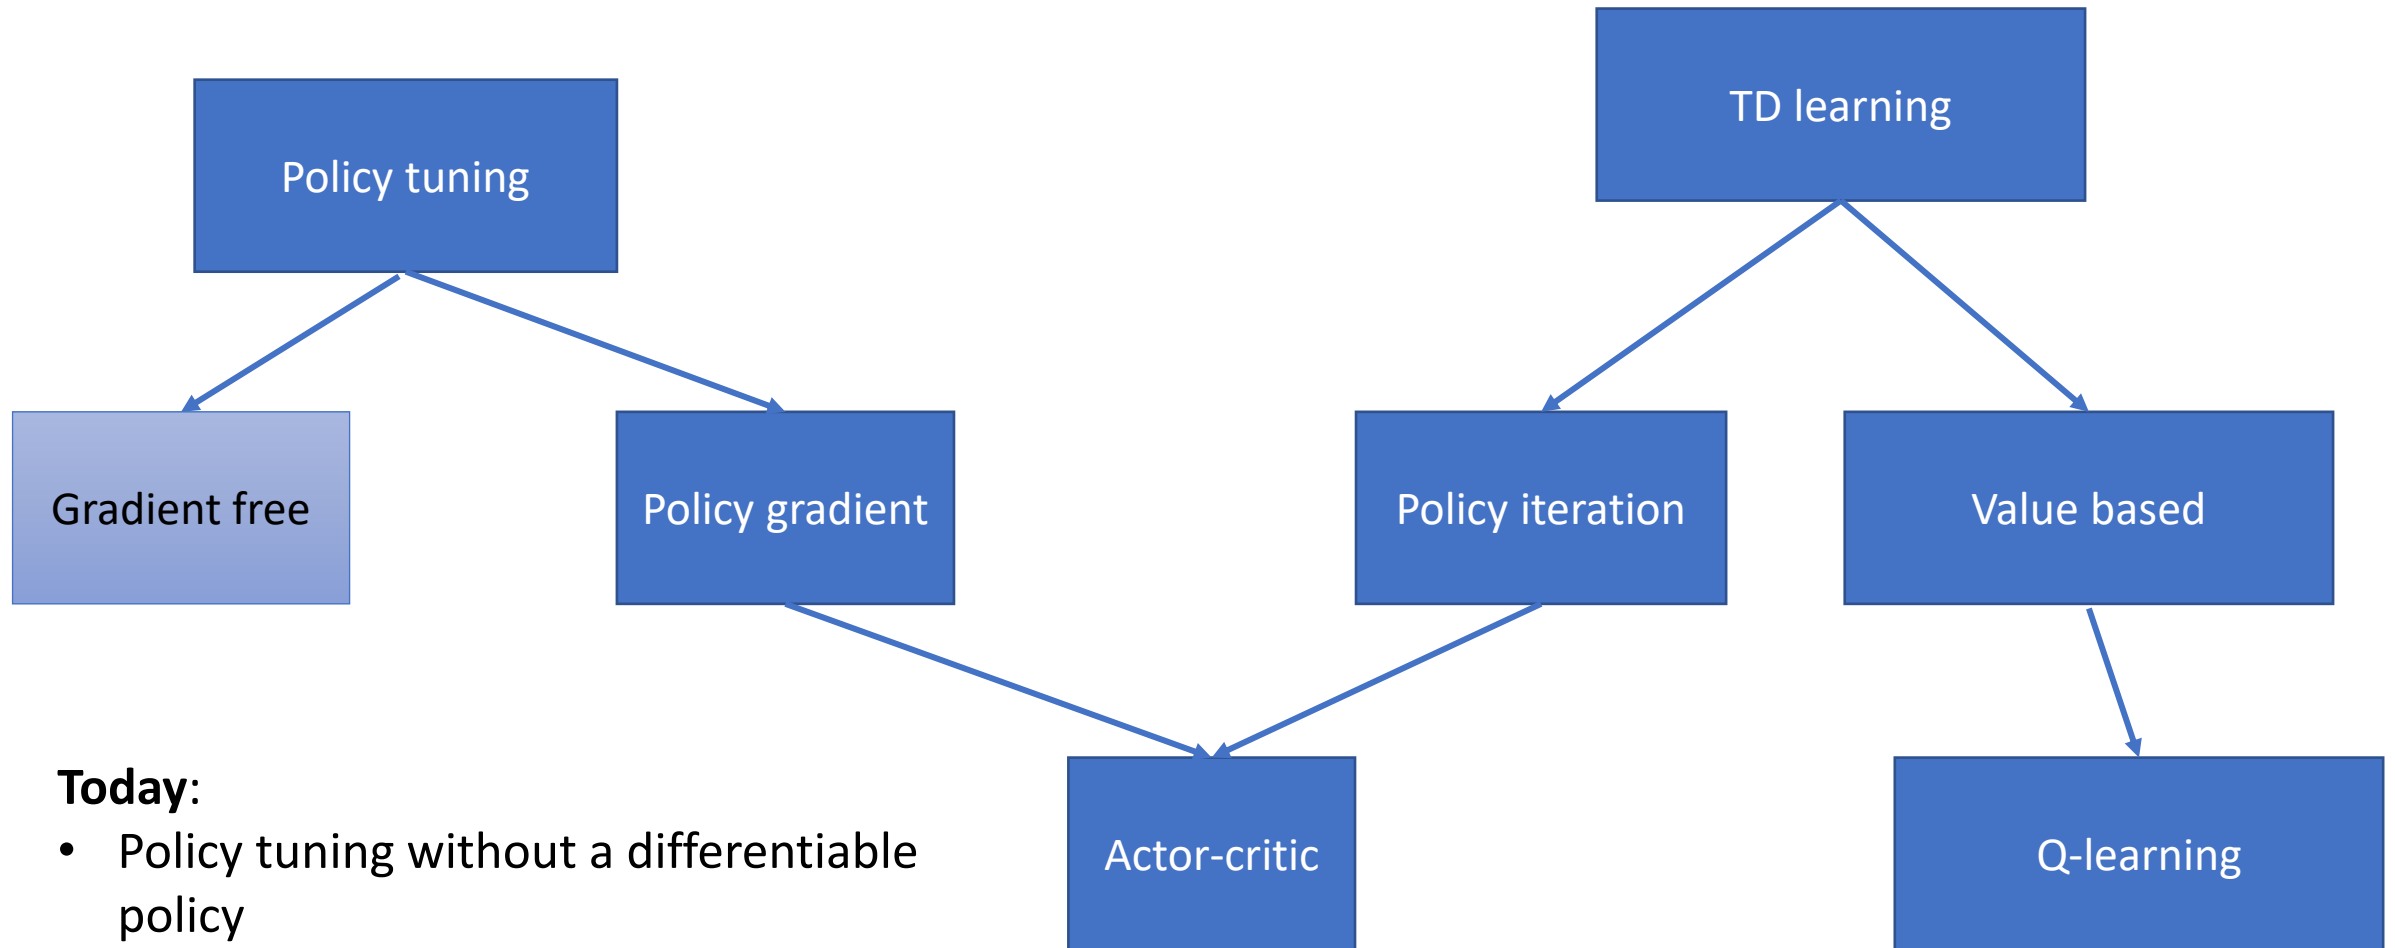 TD learning
Policy tuning
Gradient free
Policy gradient
Policy iteration
Value based
Today:
• Policy tuning without a differentiable
policy
Actor-critic
Q-learning